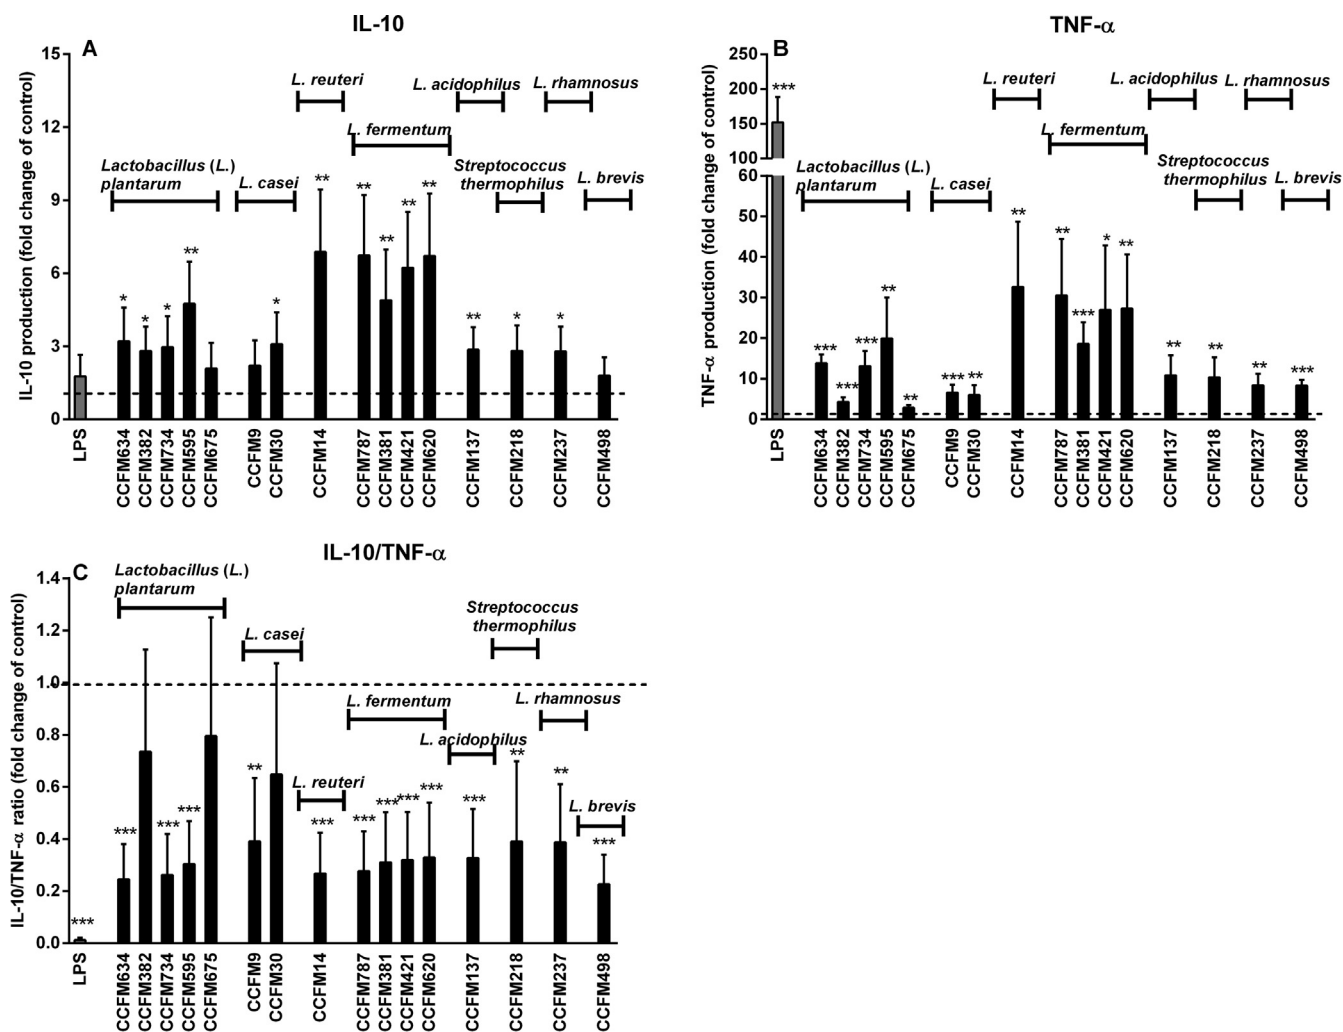 IL-10
A
IL-10 production (fold change of control)
15
12
9
6
3
0
L. reuteri
L. acidophilus
L. rhamnosus
L. fermentum
Lactobacillus (L.)
plantarum
L. casei
Streptococcus
thermophilus
L. brevis
*
*
*
**
*
**
**
**
**
**
**
*
*
LPS
CCFM634
CCFM382
CCFM734
CCFM595
CCFM675
CCFM9
CCFM30
CCFM14
CCFM787
CCFM381
CCFM421
CCFM620
CCFM137
CCFM218
CCFM237
CCFM498
TNF-α
B
TNF-α production (fold change of control)
250
200
150
100
60
50
40
30
20
10
0
L. reuteri
L. acidophilus
L. rhamnosus
L. fermentum
Lactobacillus (L.)
plantarum
L. casei
Streptococcus
thermophilus
L. brevis
***
***
***
***
**
**
***
**
**
**
***
*
**
**
**
**
***
LPS
CCFM634
CCFM382
CCFM734
CCFM595
CCFM675
CCFM9
CCFM30
CCFM14
CCFM787
CCFM381
CCFM421
CCFM620
CCFM137
CCFM218
CCFM237
CCFM498
IL-10/TNF-α
C
IL-10/TNF-α ratio (fold change of control)
1.4
1.2
1.0
0.8
0.6
0.4
0.2
0.0
Lactobacillus (L.)
plantarum
L. casei
Streptococcus
thermophilus
L. fermentum
L. rhamnosus
L. acidophilus
L. reuteri
L. brevis
***
***
***
***
**
***
***
***
***
***
***
**
**
***
LPS
CCFM634
CCFM382
CCFM734
CCFM595
CCFM675
CCFM9
CCFM30
CCFM14
CCFM787
CCFM381
CCFM421
CCFM620
CCFM137
CCFM218
CCFM237
CCFM498